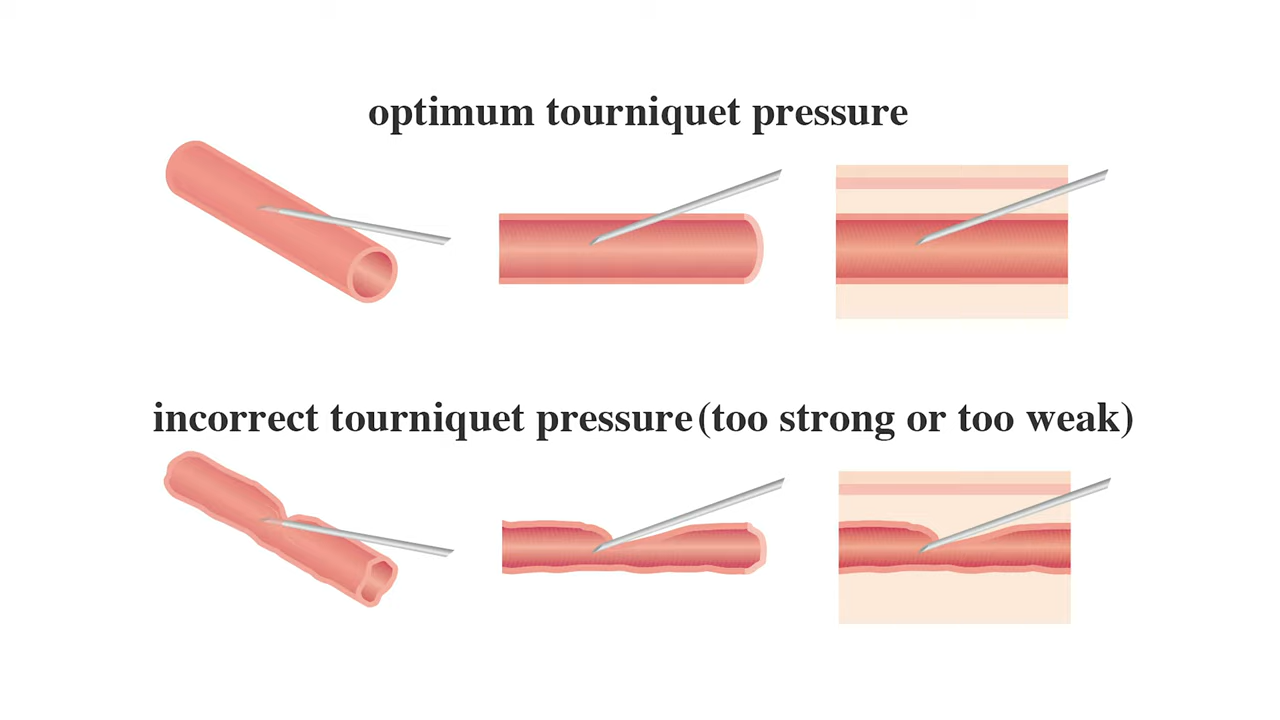 optimum tourniquet pressure
incorrect tourniquet pressure(too strong or too weak)